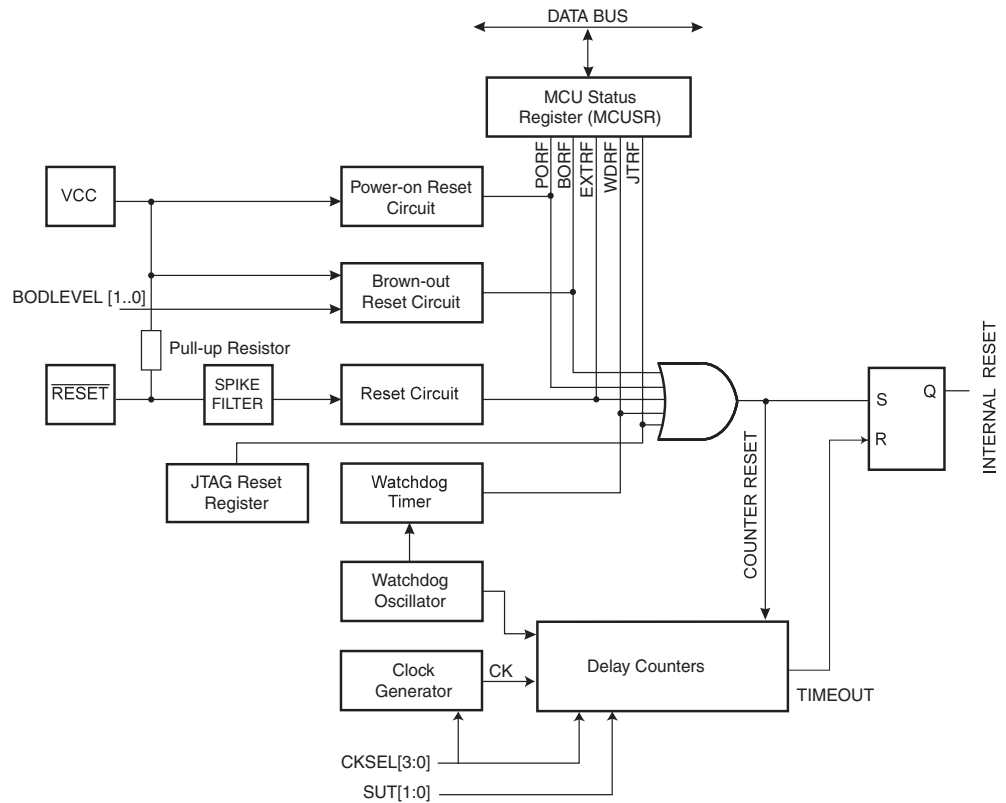 DATA BUS
MCU Status
Register (MCUSR)
PORF
BORF
EXTRF
WDRF
JTRF
VCC
Power-on Reset
Circuit
Brown-out
Reset Circuit
BODLEVEL [1..0]
Pull-up Resistor
RESET
SPIKE
FILTER
Reset Circuit
JTAG Reset
Register
Watchdog
Timer
Watchdog
Oscillator
Clock
Generator
CK
Delay Counters
CKSEL[3:0]
SUT[1:0]
COUNTER RESET
TIMEOUT
S
R
Q
INTERNAL RESET